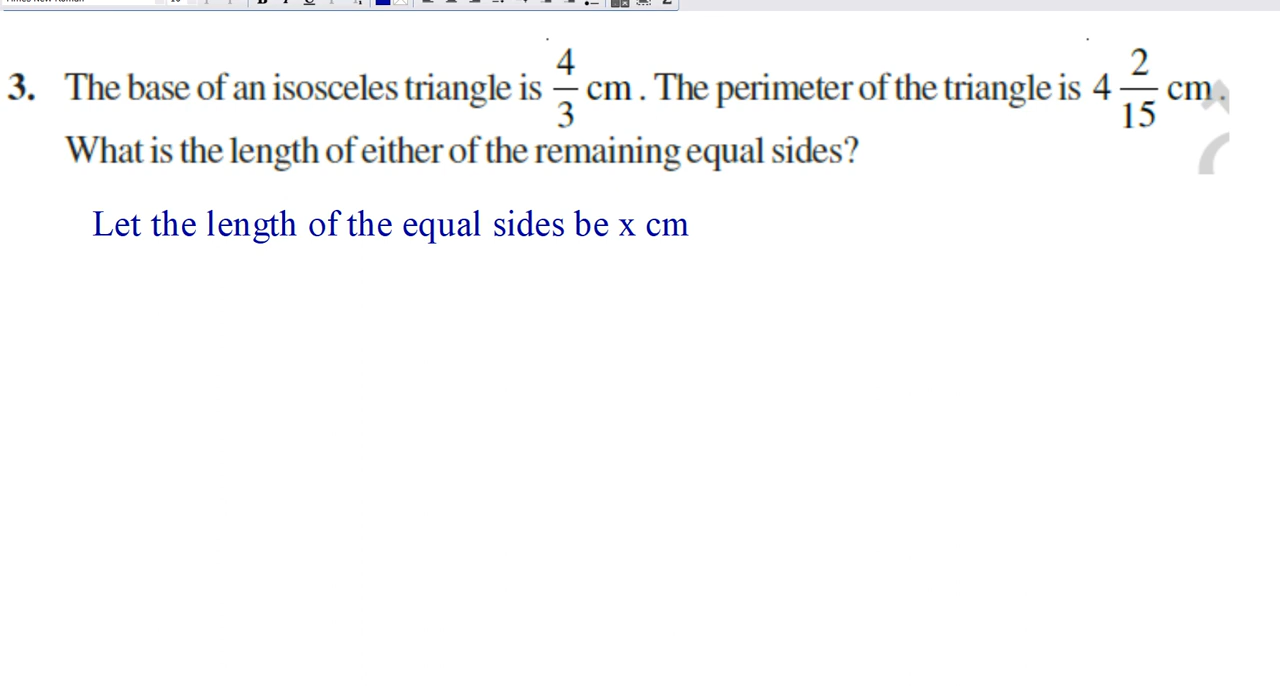 3. The base of an isosceles triangle is 4/3 cm. The perimeter of the triangle is 4 2/15 cm.
What is the length of either of the remaining equal sides?
Let the length of the equal sides be x cm